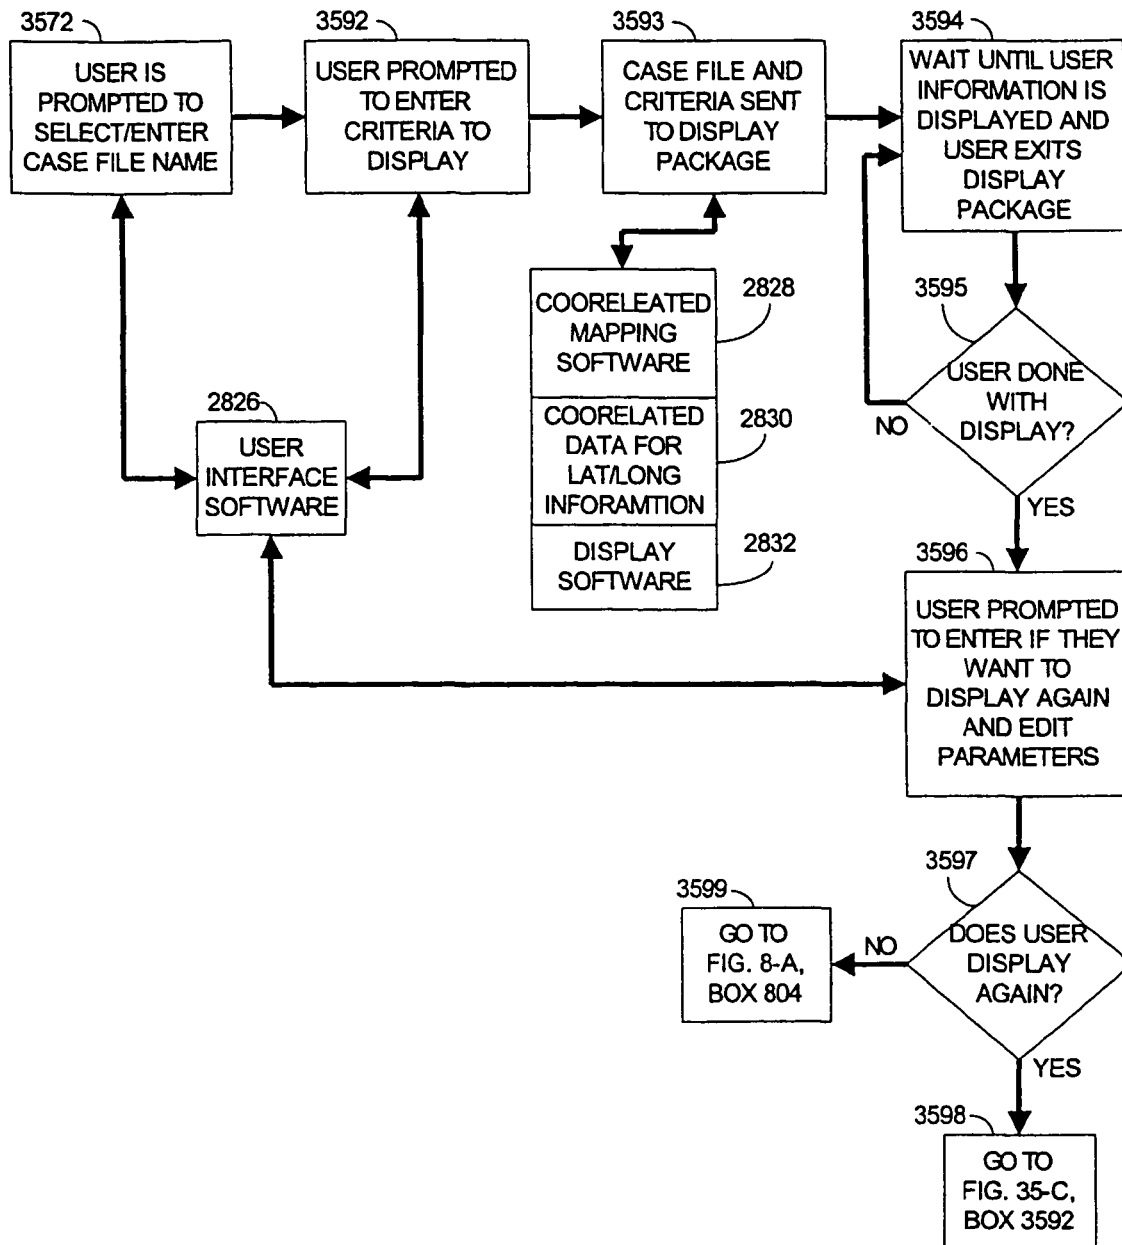 3572
USER IS
PROMPTED TO
SELECT/ENTER
CASE FILE NAME
3592
USER PROMPTED
TO ENTER
CRITERIA TO
DISPLAY
3593
CASE FILE AND
CRITERIA SENT
TO DISPLAY
PACKAGE
3594
WAIT UNTIL USER
INFORMATION IS
DISPLAYED AND
USER EXITS
DISPLAY
PACKAGE
2826
USER
INTERFACE
SOFTWARE
COORELEATED
MAPPING
SOFTWARE
2828
COORELATED
DATA FOR
LAT/LONG
INFORAMTION
2830
DISPLAY
SOFTWARE
2832
3595
USER DONE
WITH
DISPLAY?
NO
YES
3596
USER PROMPTED
TO ENTER IF THEY
WANT TO
DISPLAY AGAIN
AND EDIT
PARAMETERS
3597
DOES USER
DISPLAY
AGAIN?
NO
YES
3599
GO TO
FIG. 8-A,
BOX 804
3598
GO TO
FIG. 35-C,
BOX 3592